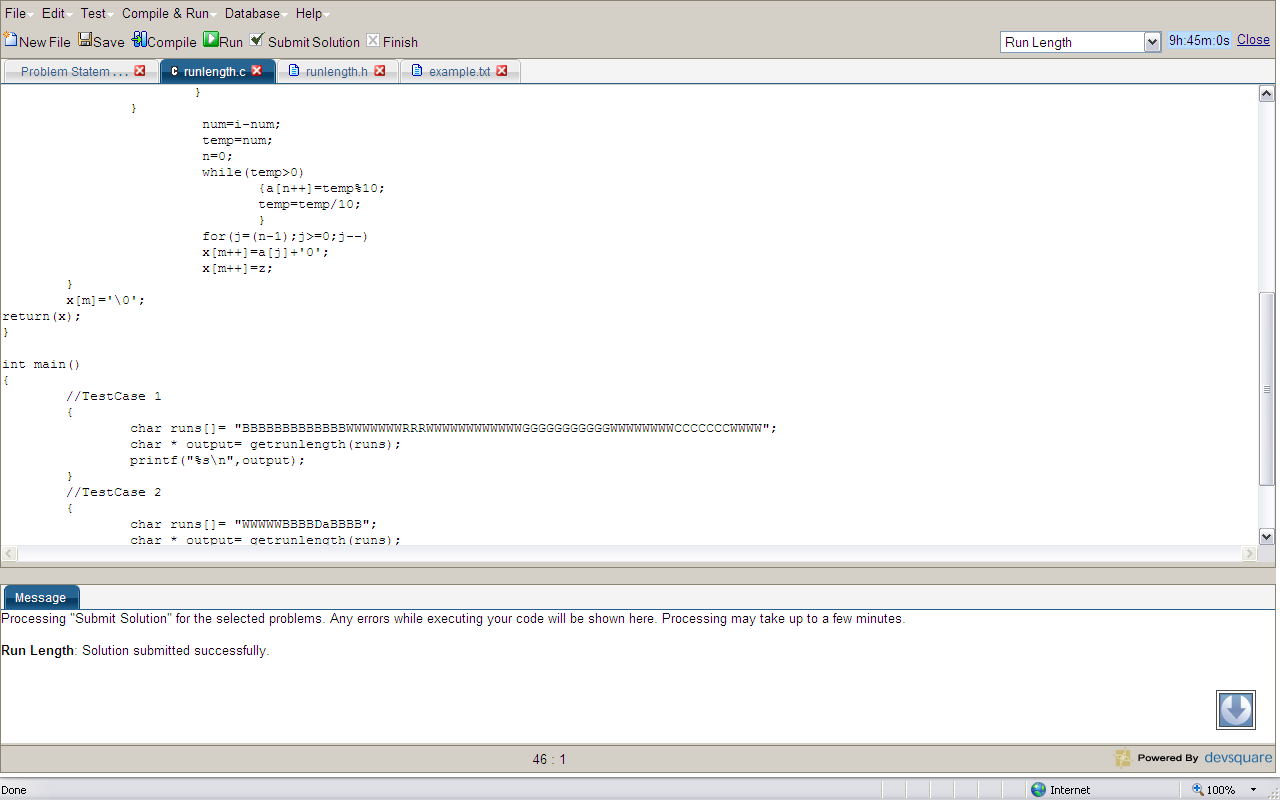 File Edit Test Compile & Run Database Help
New File Save Compile Run Submit Solution Finish Run Length 9h:45m:0s Close
Problem Statem . . . runlength.c runlength.h example.txt
}
}
num=i-num;
temp=num;
n=0;
while(temp>0)
{a[n++]=temp%10;
temp=temp/10;
}
for(j=(n-1);j>=0;j--)
x[m++]=a[j]+'0';
x[m++]=z;
}
x[m]='\0';
return(x);
}
int main()
{
//TestCase 1
{
char runs[]= "BBBBBBBBBBBBBWWWWWWWRRRWWWWWWWWWWWWGGGGGGGGGGGWWWWWWWWCCCCCCCWWWW";
char * output= getrunlength(runs);
printf("%s\n",output);
}
//TestCase 2
{
char runs[]= "WWWWWBBBBDaBBBB";
char * output= getrunlength(runs);
Message
Processing "Submit Solution" for the selected problems. Any errors while executing your code will be shown here. Processing may take up to a few minutes.
Run Length: Solution submitted successfully.
46 : 1
Powered By devsquare
Done Internet 100%